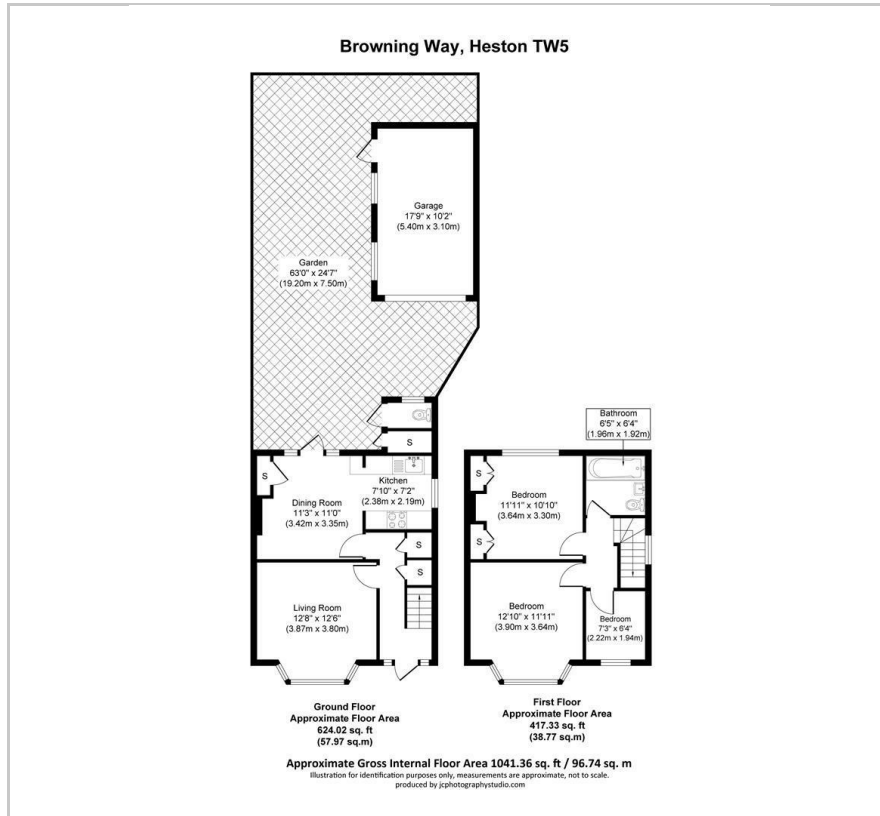 Browning Way, Heston TW5
Garage
17'9" x 10'2"
(5.40m x 3.10m)
Garden
63'0" x 24'7"
(19.20m x 7.50m)
S
S
Kitchen
7'10" x 7'2"
(2.38m x 2.19m)
Dining Room
11'3" x 11'0"
(3.42m x 3.35m)
S
S
Living Room
12'8" x 12'6"
(3.87m x 3.80m)
Ground Floor
Approximate Floor Area
624.02 sq. ft
(57.97 sq.m)
Bathroom
6'5" x 6'4"
(1.96m x 1.92m)
S
Bedroom
11'11" x 10'10"
(3.64m x 3.30m)
S
Bedroom
12'10" x 11'11"
(3.90m x 3.64m)
Bedroom
7'3" x 6'4"
(2.22m x 1.94m)
First Floor
Approximate Floor Area
417.33 sq. ft
(38.77 sq.m)
Approximate Gross Internal Floor Area 1041.36 sq. ft / 96.74 sq. m
Illustration for identification purposes only, measurements are approximate, not to scale.
produced by jcphotographystudio.com